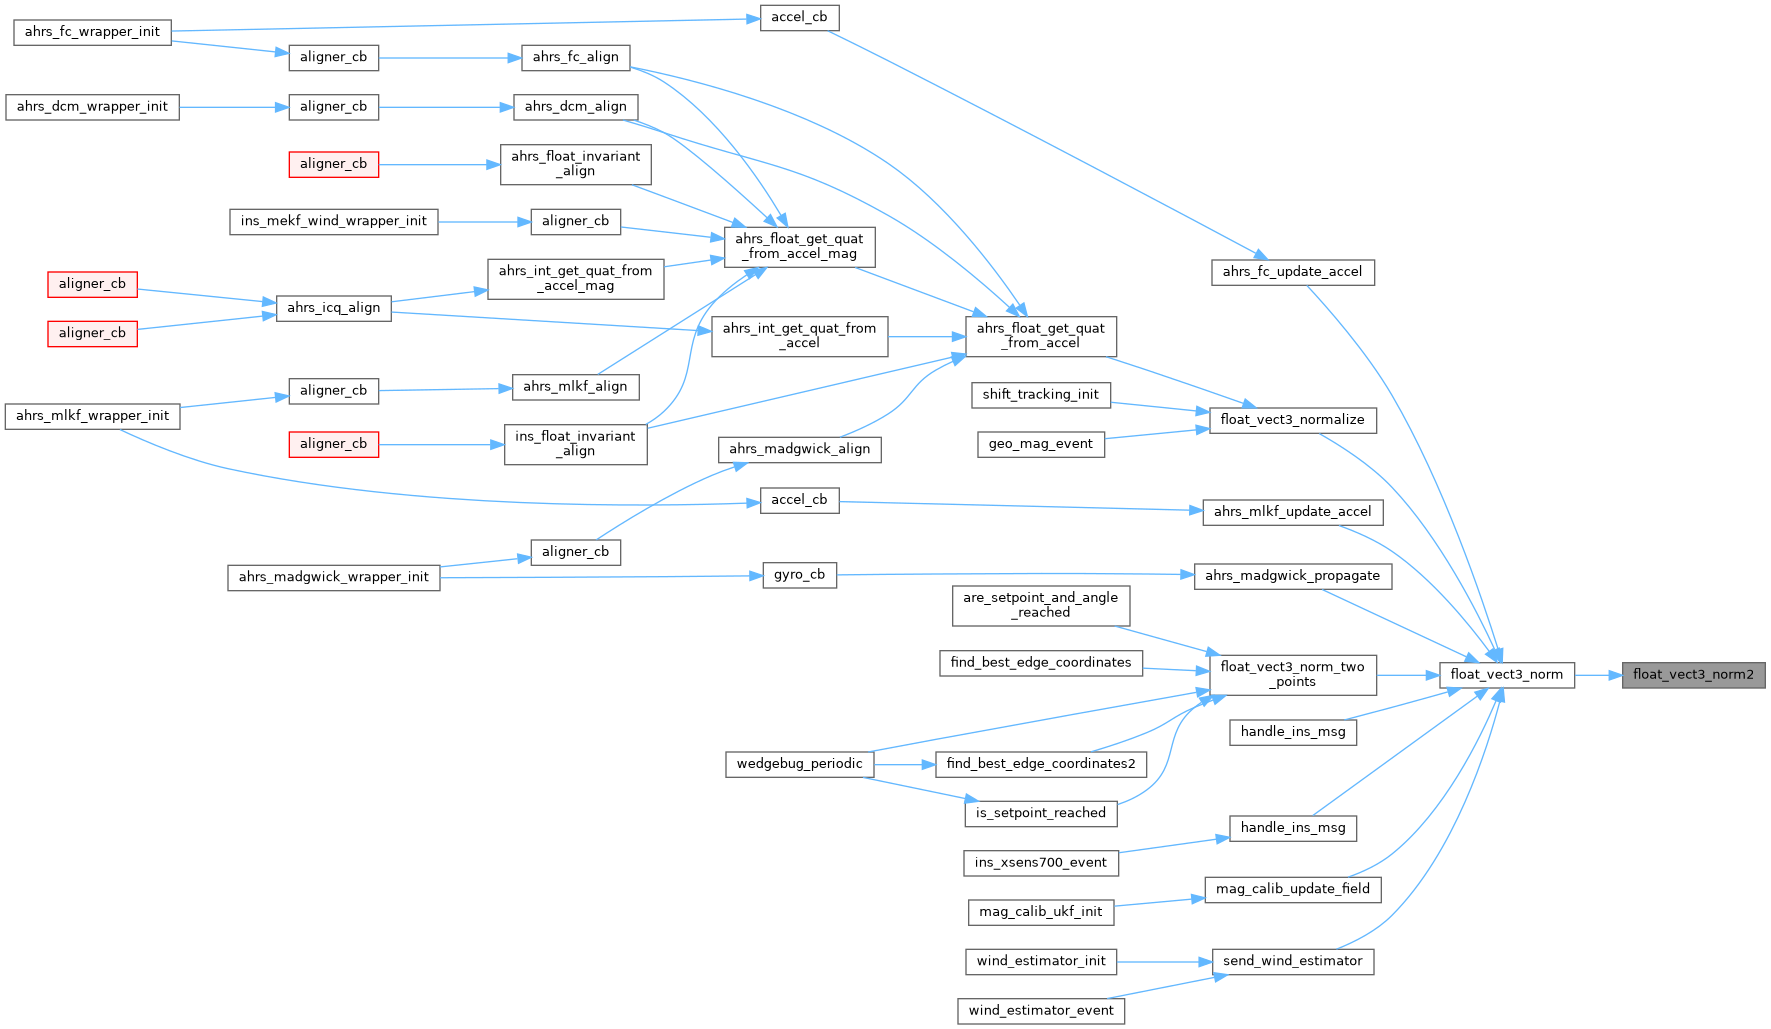 accel_cb
ahrs_fc_wrapper_init
aligner_cb
ahrs_fc_align
ahrs_dcm_wrapper_init
aligner_cb
ahrs_dcm_align
aligner_cb
ahrs_float_invariant
_align
ins_mekf_wind_wrapper_init
aligner_cb
ahrs_float_get_quat
_from_accel_mag
ahrs_fc_update_accel
aligner_cb
ahrs_int_get_quat_from
_accel_mag
ahrs_icq_align
aligner_cb
ahrs_int_get_quat_from
_accel
ahrs_float_get_quat
_from_accel
aligner_cb
ahrs_mlkf_align
shift_tracking_init
ahrs_mlkf_wrapper_init
float_vect3_normalize
aligner_cb
ins_float_invariant
_align
ahrs_madgwick_align
geo_mag_event
accel_cb
ahrs_mlkf_update_accel
aligner_cb
ahrs_madgwick_wrapper_init
gyro_cb
ahrs_madgwick_propagate
are_setpoint_and_angle
_reached
find_best_edge_coordinates
float_vect3_norm_two
_points
float_vect3_norm
float_vect3_norm2
handle_ins_msg
wedgebug_periodic
find_best_edge_coordinates2
is_setpoint_reached
handle_ins_msg
ins_xsens700_event
mag_calib_update_field
mag_calib_ukf_init
wind_estimator_init
send_wind_estimator
wind_estimator_event